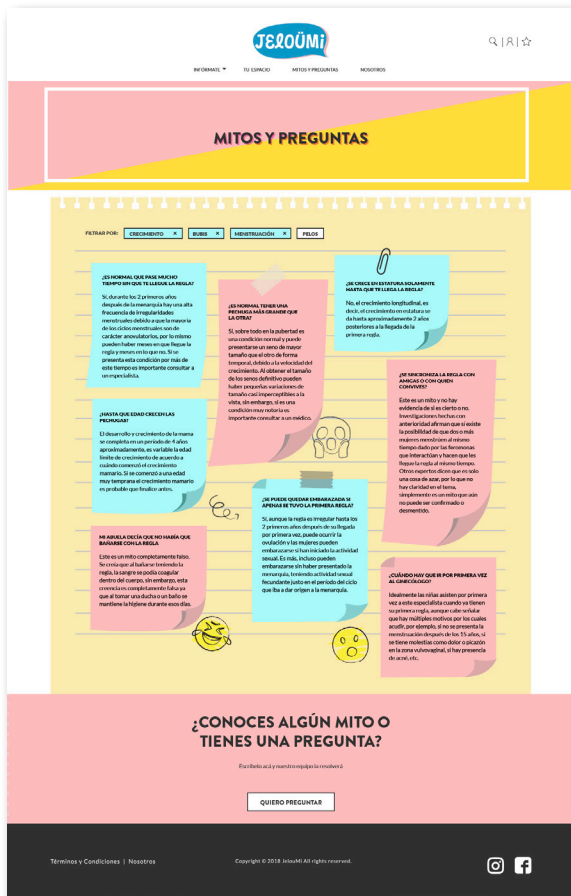 JELOÜMi
INFÓRMATE
TU ESPACIO
MITOS Y PREGUNTAS
NOSOTROS
MITOS Y PREGUNTAS
FILTRAR POR:
CRECIMIENTO ×
BUBIS ×
MENSTRUACIÓN ×
PELOS
¿ES NORMAL QUE PASE MUCHO
TIEMPO SIN QUE TE LLEGUE LA REGLA?
Sí, durante los 2 primeros años
después de la menarquia hay una alta
frecuencia de irregularidades
menstruales debido a que la mayoría
de los ciclos menstruales son de
carácter anovulatorios, por lo mismo
pueden haber meses en que llegue la
regla y meses en lo que no. Si se
presenta esta condición por más de
este tiempo es importante consultar a
un especialista.
¿HASTA QUE EDAD CRECEN LAS
PECHUGAS?
El desarrollo y crecimiento de la mama
se completa en un período de 4 años
aproximadamente, es variable la edad
límite de crecimiento de acuerdo a
cuándo comenzó el crecimiento
mamario. Si se comenzó a una edad
muy temprana el crecimiento mamario
es probable que finalice antes.
MI ABUELA DECÍA QUE NO HABÍA QUE
BAÑARSE CON LA REGLA
Este es un mito completamente falso.
Se creía que al bañarse teniendo la
regla, la sangre se podía coagular
dentro del cuerpo, sin embargo, esta
creencia es completamente falsa ya
que al tomar una ducha o un baño se
mantiene la higiene durante esos días.
¿ES NORMAL TENER UNA
PECHUGA MÁS GRANDE QUE
LA OTRA?
Sí, sobre todo en la pubertad es
una condición normal y puede
presentarse un seno de mayor
tamaño que el otro de forma
temporal, debido a la velocidad del
crecimiento. Al obtener el tamaño
de los senos definitivo pueden
haber pequeñas variaciones de
tamaño casi imperceptibles a la
vista, sin embargo, si es una
condición muy notoria es
importante consultar a un médico.
¿SE PUEDE QUEDAR EMBARAZADA SI
APENAS SE TUVO LA PRIMERA REGLA?
Sí, aunque la regla es irregular hasta los
2 primeros años después de su llegada
por primera vez, puede ocurrir la
ovulación y las mujeres pueden
embarazarse si han iniciado la actividad
sexual. Es más, incluso pueden
embarazarse sin haber presentado la
menarquia, teniendo actividad sexual
fecundante justo en el período del ciclo
que iba a dar origen a la menarquia.
¿SE CRECE EN ESTATURA SOLAMENTE
HASTA QUE TE LLEGA LA REGLA?
No, el crecimiento longitudinal, es
decir, el crecimiento en estatura se
da hasta aproximadamente 2 años
posteriores a la llegada de la
primera regla.
¿SE SINCRONIZA LA REGLA CON
AMIGAS O CON QUIEN
CONVIVES?
Este es un mito y no hay
evidencia de si es cierto o no.
Investigaciones hechas con
anterioridad afirman que sí existe
la posibilidad de que dos o más
mujeres menstrúen al mismo
tiempo dado por las feromonas
que interactúan y hacen que les
llegue la regla al mismo tiempo.
Otros expertos dicen que es solo
una cosa de azar, por lo que no
hay claridad en el tema,
simplemente es un mito que aún
no puede ser confirmado o
desmentido.
¿CUÁNDO HAY QUE IR POR PRIMERA VEZ
AL GINECÓLOGO?
Idealmente las niñas asisten por primera
vez a este especialista cuando ya tienen
su primera regla, aunque cabe señalar
que hay múltiples motivos por los cuales
acudir, por ejemplo, si no se presenta la
menstruación después de los 15 años, si
se tiene molestias como dolor o picazón
en la zona vulvovaginal, si hay presencia
de acné, etc.
¿CONOCES ALGÚN MITO O
TIENES UNA PREGUNTA?
Escríbelo acá y nuestro equipo la resolverá
QUIERO PREGUNTAR
Términos y Condiciones | Nosotros
Copyright © 2018 JelouMi All rights reserved.